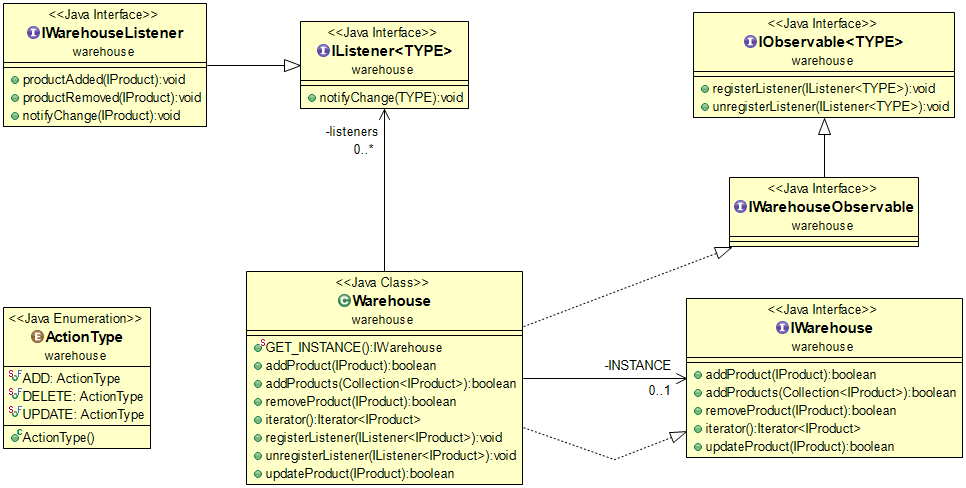 <<Java Interface>>
IWarehouseListener
warehouse
productAdded(IProduct):void
productRemoved(IProduct):void
notifyChange(IProduct):void
<<Java Interface>>
IListener<TYPE>
warehouse
notifyChange(TYPE):void
<<Java Interface>>
IObservable<TYPE>
warehouse
registerListener(IListener<TYPE>):void
unregisterListener(IListener<TYPE>):void
-listeners
0..*
<<Java Interface>>
IWarehouseObservable
warehouse
<<Java Enumeration>>
ActionType
warehouse
ADD: ActionType
DELETE: ActionType
UPDATE: ActionType
ActionType()
<<Java Class>>
Warehouse
warehouse
GET_INSTANCE():IWarehouse
addProduct(IProduct):boolean
addProducts(Collection<IProduct>):boolean
removeProduct(IProduct):boolean
iterator():Iterator<IProduct>
registerListener(IListener<IProduct>):void
unregisterListener(IListener<IProduct>):void
updateProduct(IProduct):boolean
-INSTANCE
0..1
<<Java Interface>>
IWarehouse
warehouse
addProduct(IProduct):boolean
addProducts(Collection<IProduct>):boolean
removeProduct(IProduct):boolean
iterator():Iterator<IProduct>
updateProduct(IProduct):boolean